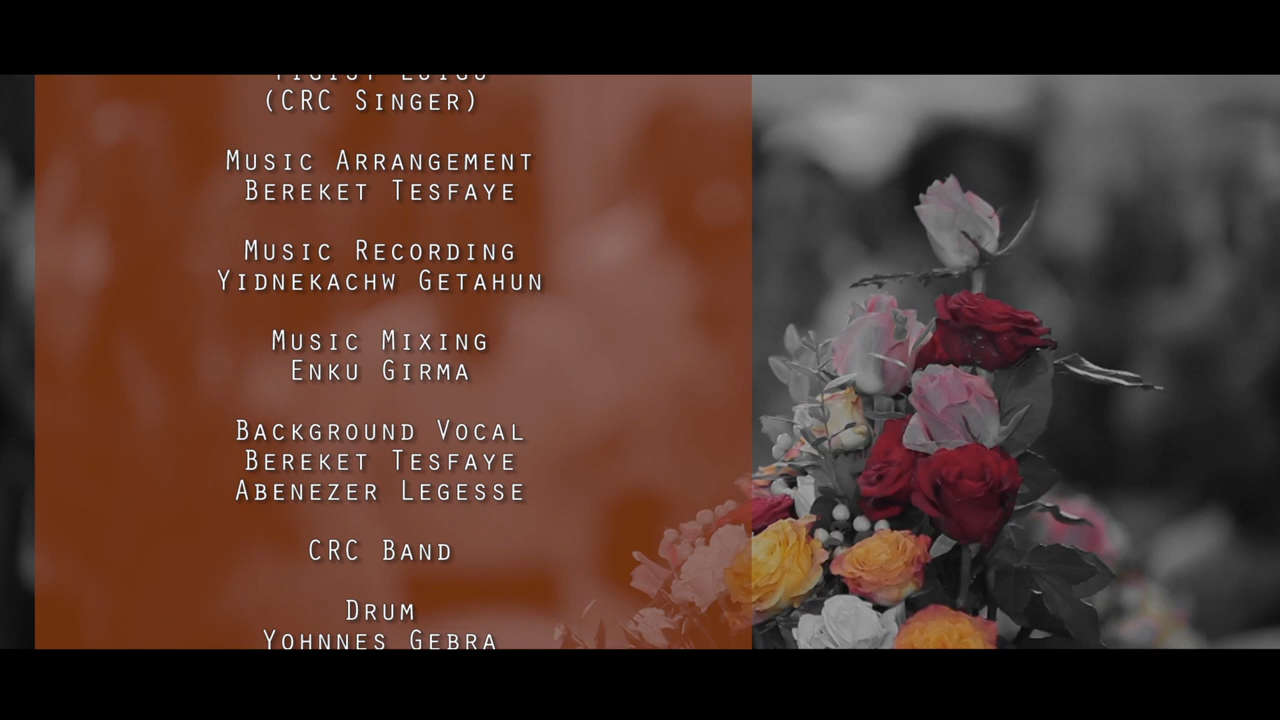 (CRC Singer)
Music Arrangement
Bereket Tesfaye
Music Recording
Yidnekachw Getahun
Music Mixing
Enku Girma
Background Vocal
Bereket Tesfaye
Abenezer Legesse
CRC Band
Drum
Yohnnes Gebra